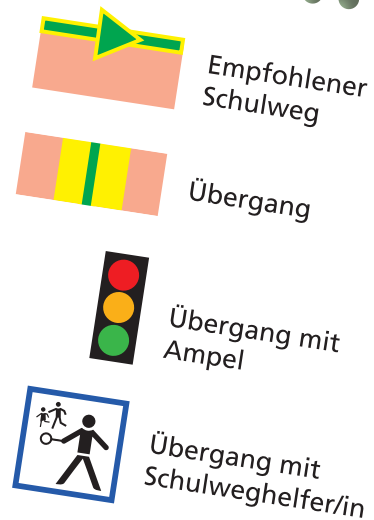 Empfohlener
Schulweg
Übergang
Übergang mit
Ampel
Übergang mit
Schulweghelfer/in